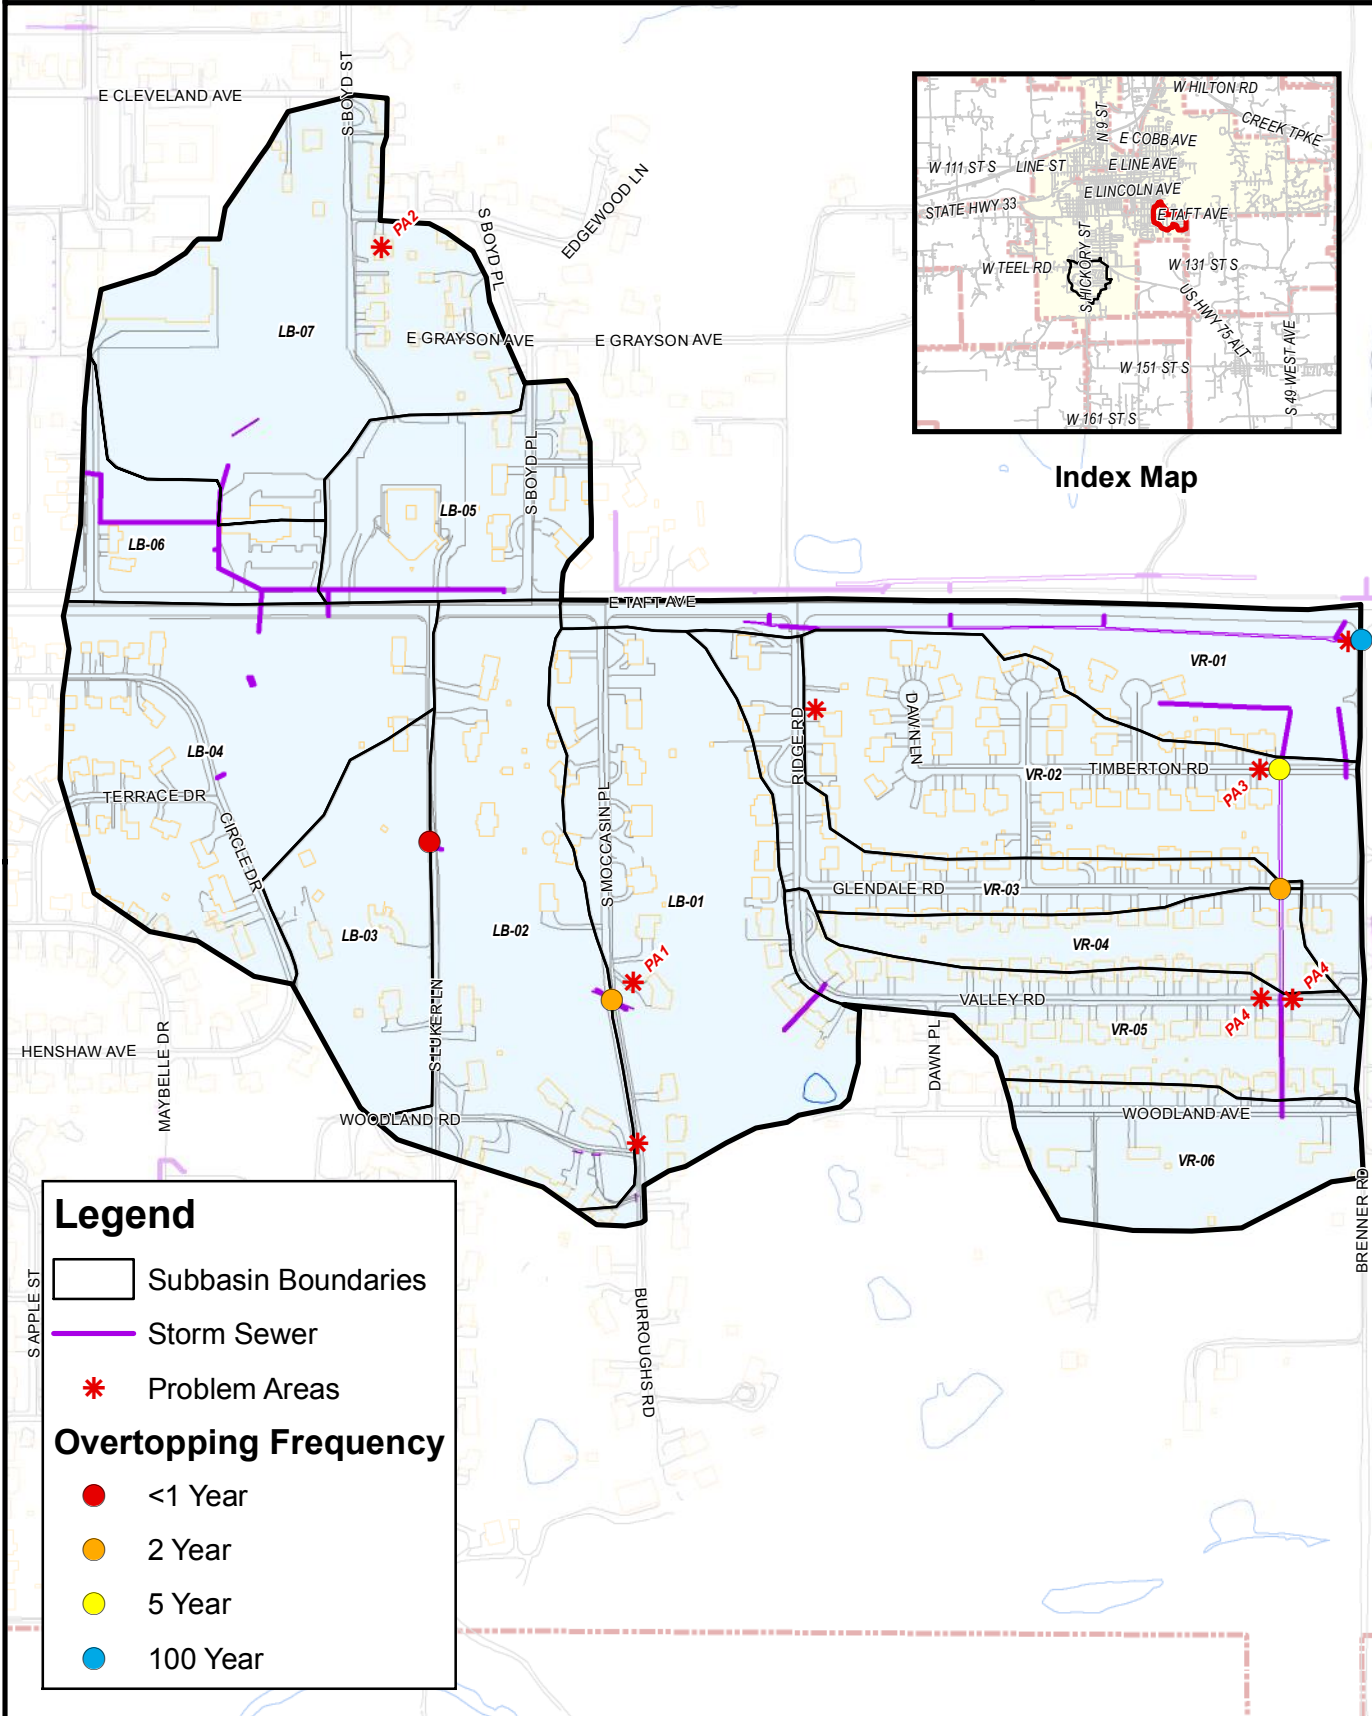 E CLEVELAND AVE
S BOYD ST
EDGEWOOD LN
S BOYD PL
PA2
LB-07
E GRAYSON AVE
E GRAYSON AVE
W HILTON RD
N 9 ST
CREEK TPKE
E COBB AVE
W 111 ST S
LINE ST
E LINE AVE
E LINCOLN AVE
STATE HWY 33
E TAFT AVE
S HICKORY ST
W TEEL RD
W 131 ST S
US HWY 75 ALT
S 49 WEST AVE
W 151 ST S
W 161 ST S
Index Map
S BOYD PL
LB-05
LB-06
E TAFT AVE
VR-01
DAWN LN
RIDGE RD
LB-04
VR-02
TIMBERTON RD
PA3
TERRACE DR
CIRCLE DR
S MOCCASIN PL
GLENDALE RD
VR-03
LB-01
LB-03
LB-02
VR-04
PA1
PA4
VALLEY RD
PA4
VR-05
S LUKER LN
HENSHAW AVE
MAYBELLE DR
DAWN PL
WOODLAND RD
WOODLAND AVE
VR-06
BRENNER RD
S APPLE ST
BURROUGHS RD
Legend
Subbasin Boundaries
Storm Sewer
Problem Areas
Overtopping Frequency
<1 Year
2 Year
5 Year
100 Year